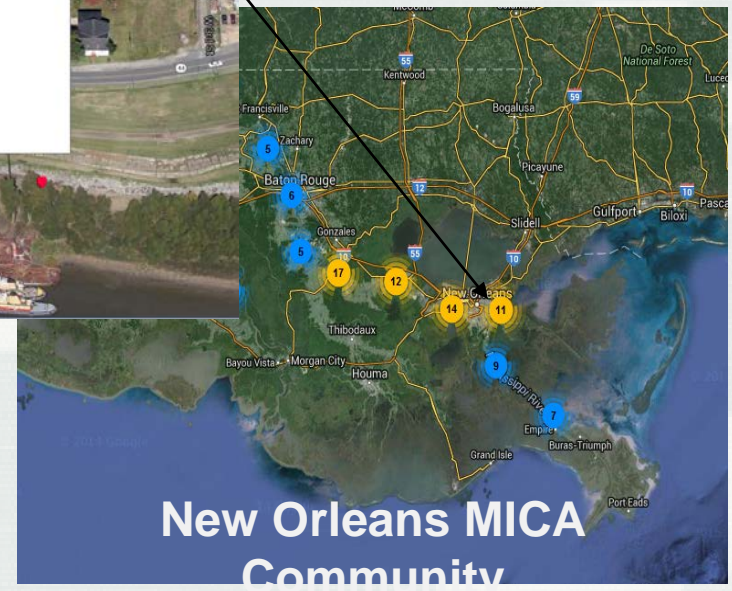 McComb
De Soto
National Forest
55
Kentwood
59
Francisville
Bogalusa
5
Zachary
Picayune
Baton Rouge
12
10
6
Slidell
Gulfport
Biloxi
Gonzales
5
10
55
10
17
12
New Orleans
14
11
Thibodaux
Bayou Vista
Morgan City
9
Houma
7
Empire
Buras-Triumph
Grand Isle
Port Eads
New Orleans MICA
Community